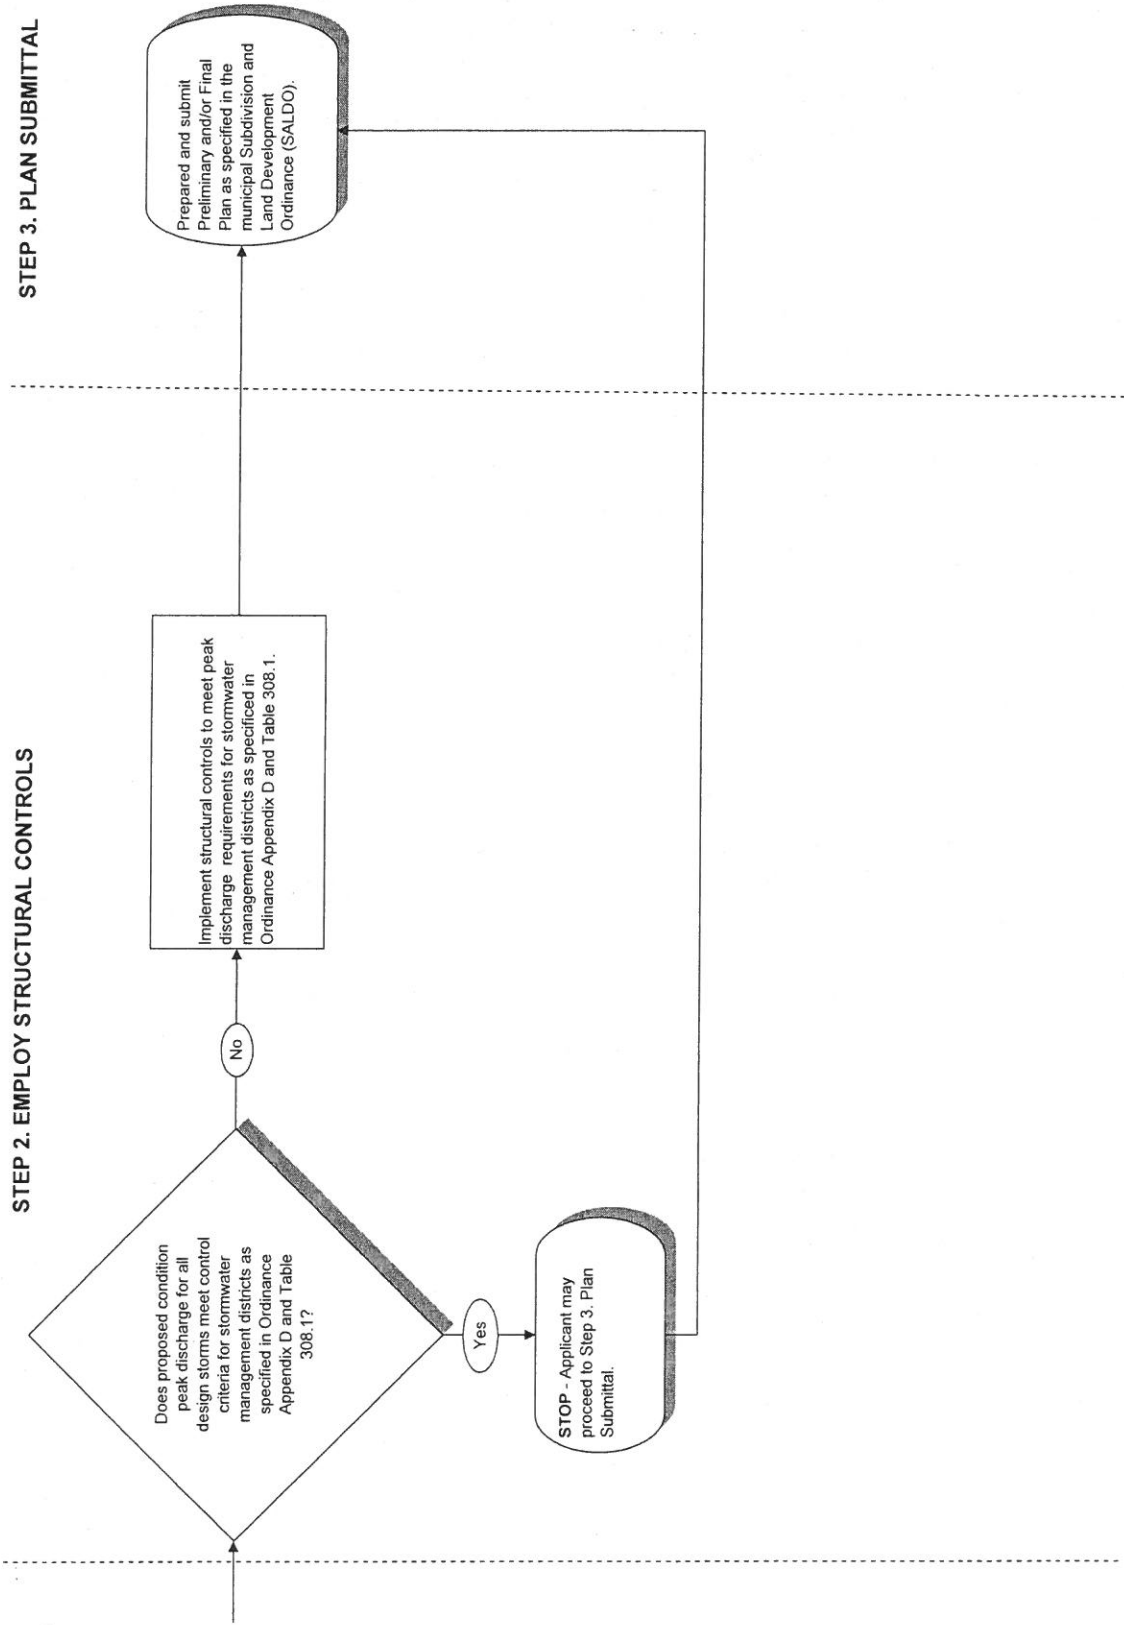 STEP 2. EMPLOY STRUCTURAL CONTROLS
Does proposed condition
peak discharge for all
design storms meet control
criteria for stormwater
management districts as
specified in Ordinance
Appendix D and Table
308.1?
No
Implement structural controls to meet peak
discharge requirements for stormwater
management districts as specificed in
Ordinance Appendix D and Table 308.1.
Yes
STOP - Applicant may
proceed to Step 3. Plan
Submittal.
STEP 3. PLAN SUBMITTAL
Prepared and submit
Preliminary and/or Final
Plan as specified in the
municipal Subdivision and
Land Development
Ordinance (SALDO).